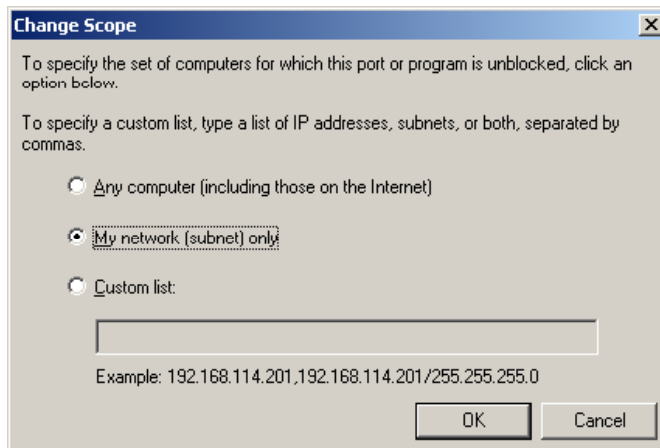 Change Scope
To specify the set of computers for which this port or program is unblocked, click an
option below.
To specify a custom list, type a list of IP addresses, subnets, or both, separated by
commas.
Any computer (including those on the Internet)
My network (subnet) only
Custom list:
Example: 192.168.114.201,192.168.114.201/255.255.255.0
OK Cancel